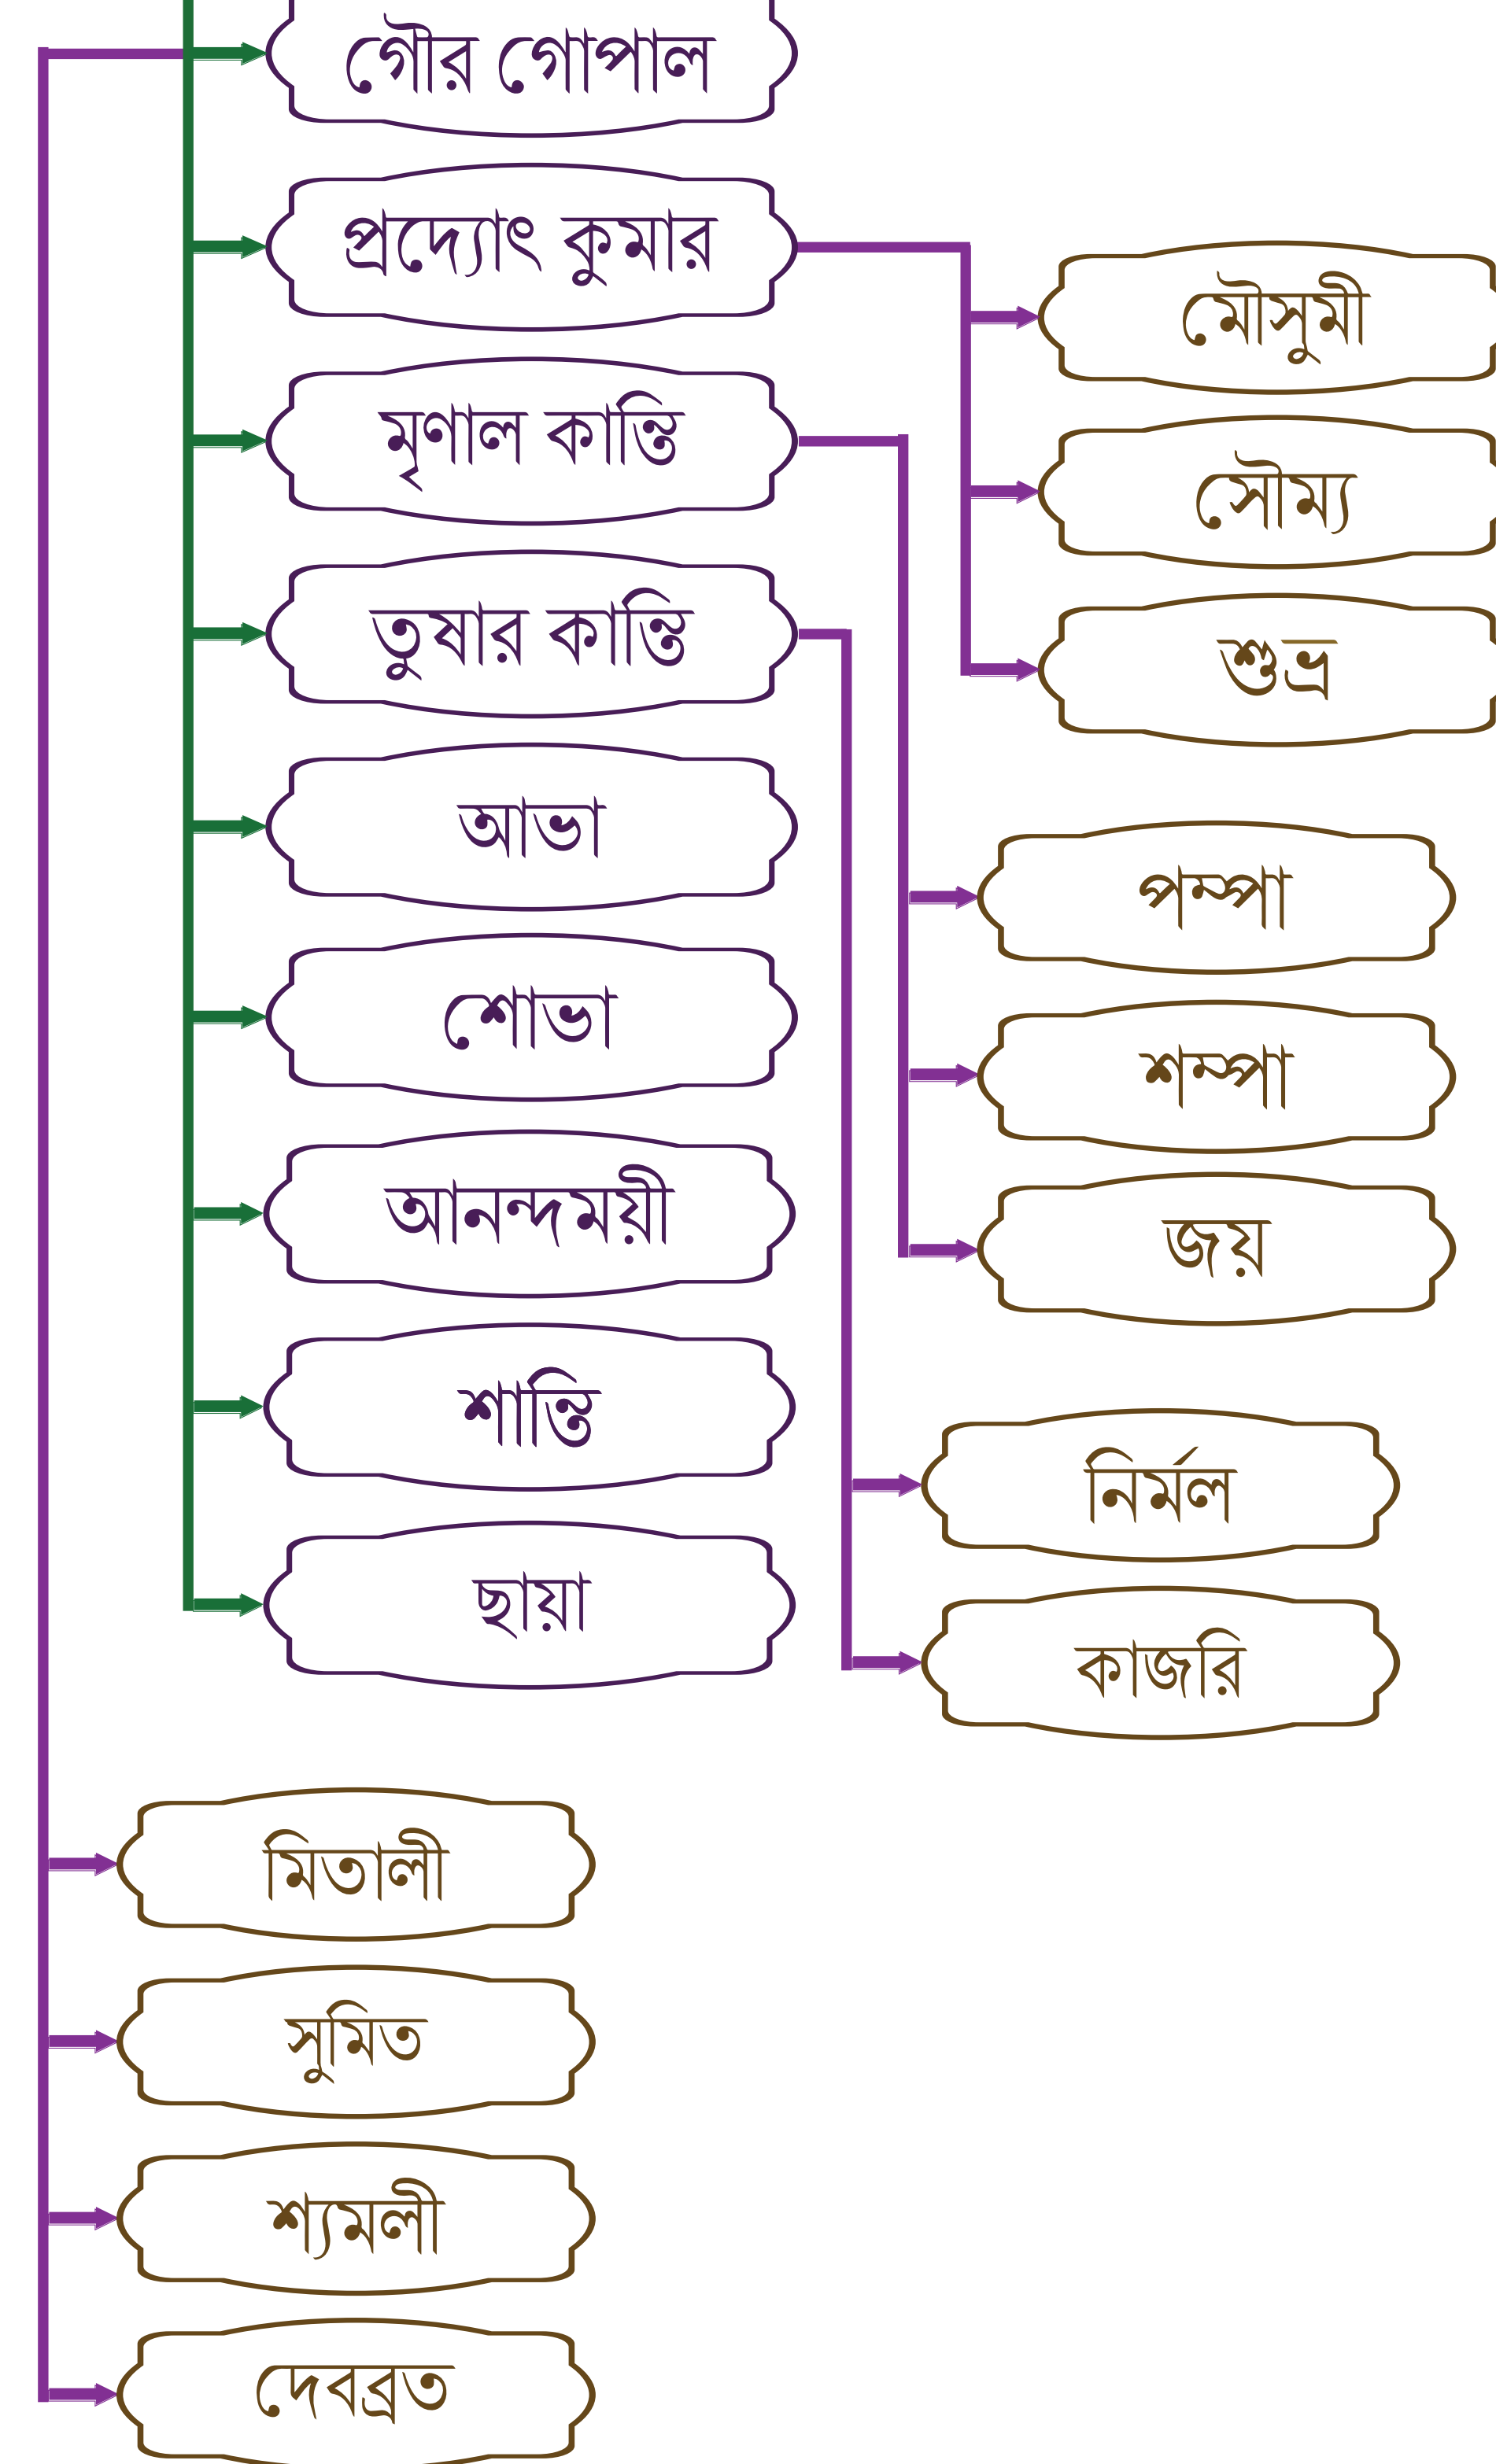 গৌর গোপাল
প্রদ্যোৎ কুমার
মৌসুমী
মৃণাল কান্তি
সৌম্য
তুষার কান্তি
শুভ্র
আভা
পম্পা
শোভা
শম্পা
আনন্দময়ী
জয়
শান্তি
নির্মল
ছায়া
কাজরি
মিতালী
সুমিত
শ্যামলী
দেবব্রত